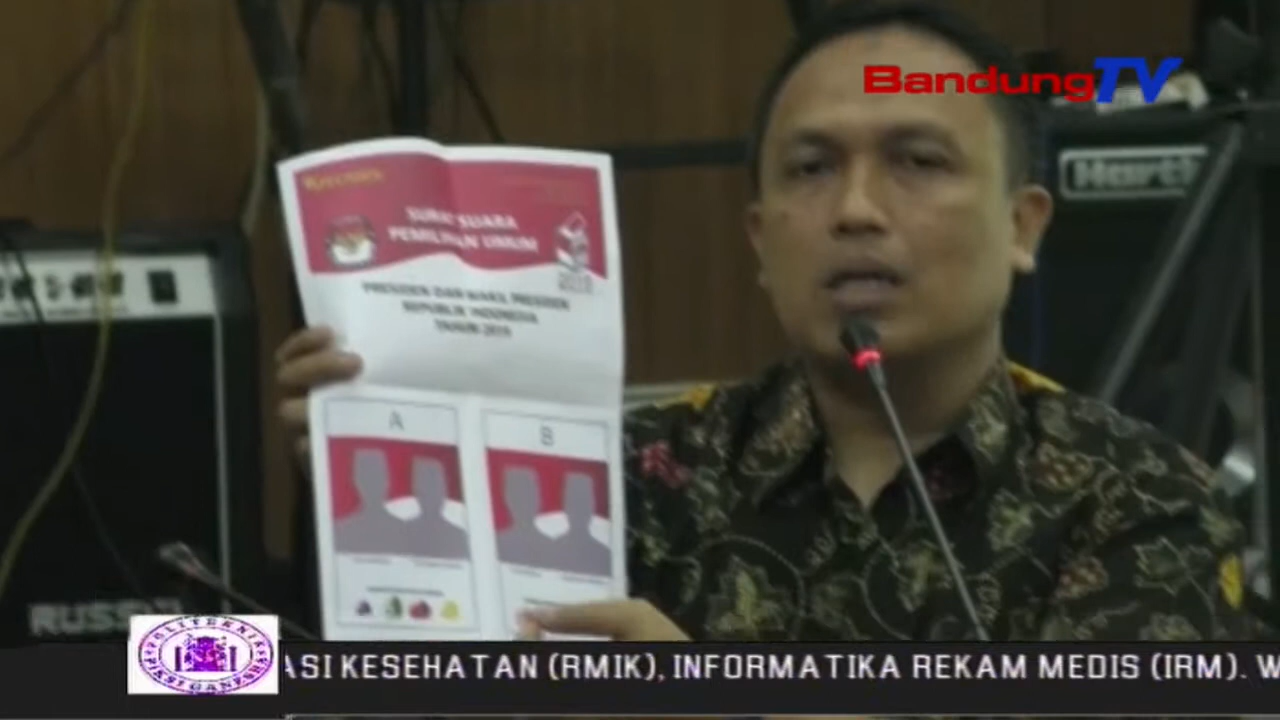 BandungTV
SURAT SUARA
PEMILIHAN UMUM
2019
PRESIDEN DAN WAKIL PRESIDEN
REPUBLIK INDONESIA
TAHUN 2019
A
B
ASI KESEHATAN (RMIK), INFORMATIKA REKAM MEDIS (IRM). W